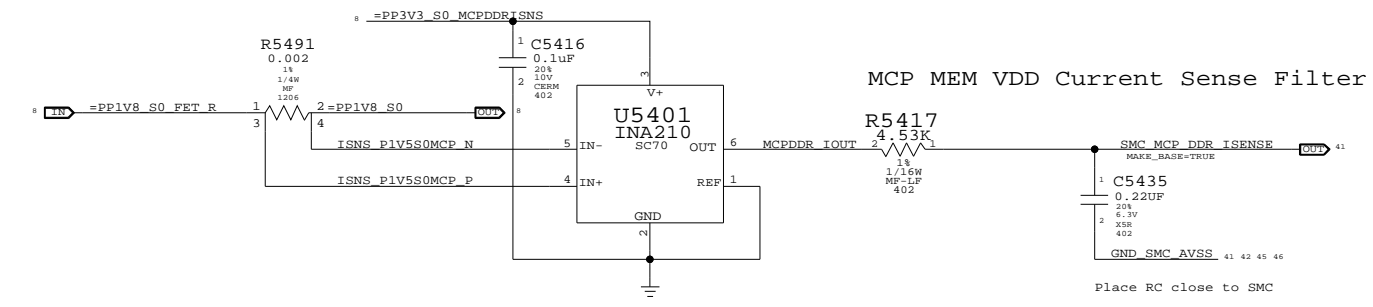 8 =PP3V3_S0_MCPDDRISNS
R5491
0.002
1%
1/4W
MF
1206
1 C5416
0.1uF
20%
10V
2 CERM
402
3
V+
MCP MEM VDD Current Sense Filter
8 IN =PP1V8_S0_FET_R 1 2 =PP1V8_S0 OUT 8
3 4
U5401
INA210
SC70
R5417
4.53K
ISNS_P1V5S0MCP_N 5 IN- OUT 6 MCPDDR_IOUT 2 1 SMC_MCP_DDR_ISENSE OUT 41
MAKE_BASE=TRUE
1%
1/16W
MF-LF
402
ISNS_P1V5S0MCP_P 4 IN+ REF 1
1 C5435
0.22UF
20%
6.3V
2 X5R
402
GND
2
GND_SMC_AVSS 41 42 45 46
Place RC close to SMC